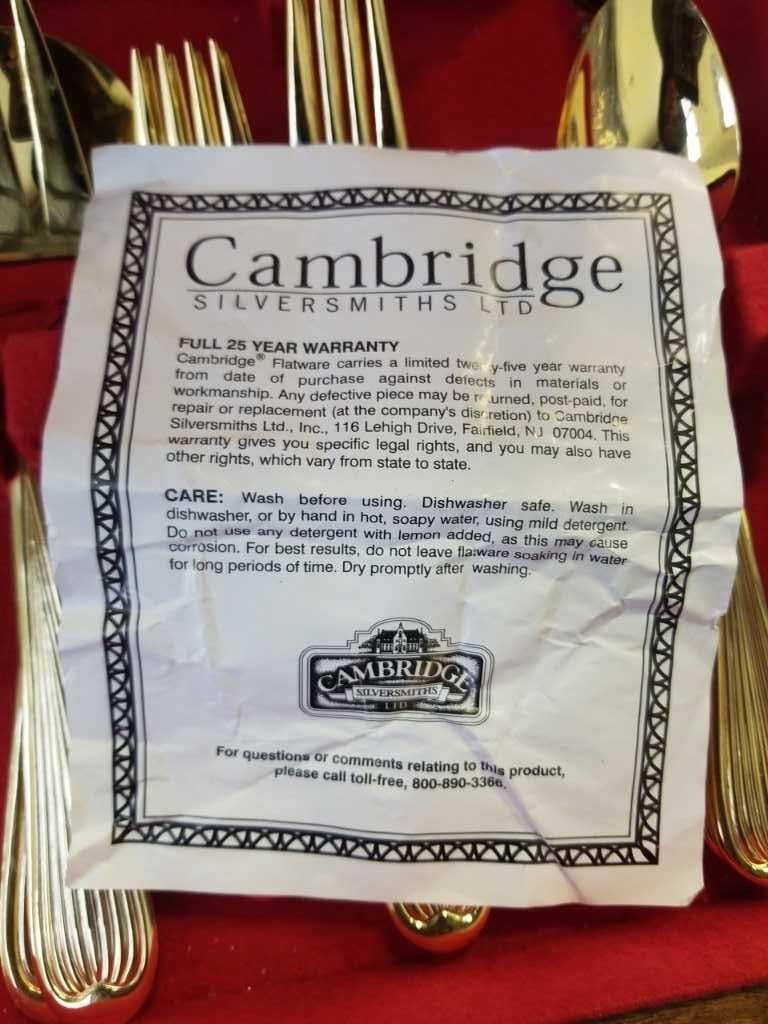 Cambridge
SILVERSMITHS LTD
FULL 25 YEAR WARRANTY
Cambridge® Flatware carries a limited twenty-five year warranty
from date of purchase against defects in materials or
workmanship. Any defective piece may be returned, post-paid, for
repair or replacement (at the company's discretion) to Cambridge
Silversmiths Ltd., Inc., 116 Lehigh Drive, Fairfield, NJ 07004. This
warranty gives you specific legal rights, and you may also have
other rights, which vary from state to state.
CARE: Wash before using. Dishwasher safe. Wash in
dishwasher, or by hand in hot, soapy water, using mild detergent.
Do not use any detergent with lemon added, as this may cause
corrosion. For best results, do not leave flatware soaking in water
for long periods of time. Dry promptly after washing.
CAMBRIDGE
SILVERSMITHS
LTD
For questions or comments relating to this product,
please call toll-free, 800-890-3366.